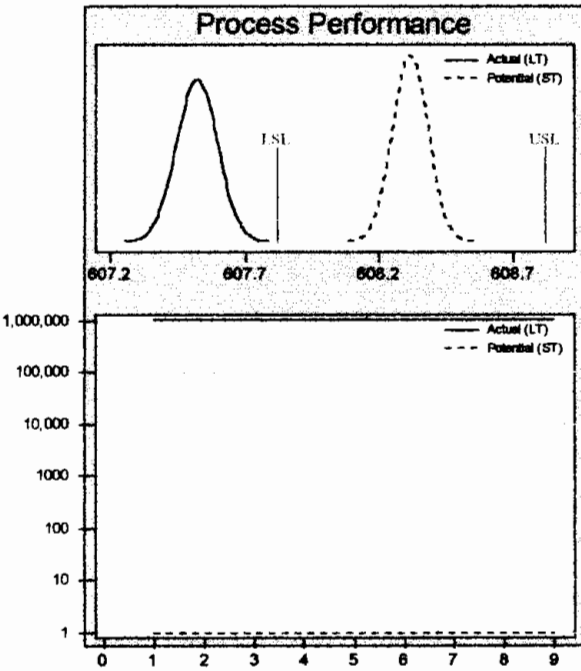 Process Performance
Actual (LT)
Potential (ST)
LSL
USL
607.2 607.7 608.2 608.7
1,000,000
Actual (LT)
Potential (ST)
100,000
10,000
1000
100
10
1
0 1 2 3 4 5 6 7 8 9